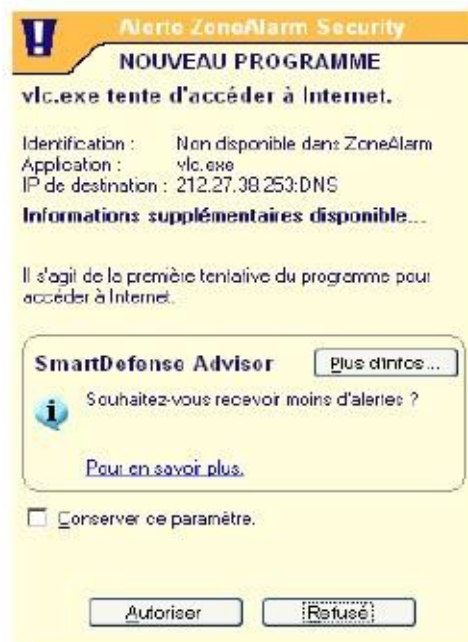 Alerte ZoneAlarm Security
NOUVEAU PROGRAMME
vlc.exe tente d'accéder à Internet.
Identification : Non disponible dans ZoneAlarm
Application : vlc.exe
IP de destination : 212.27.38.253:DNS
Informations supplémentaires disponible...
Il s'agit de la première tentative du programme pour
accéder à Internet.
SmartDefense Advisor
Plus d'infos...
Souhaitez-vous recevoir moins d'alertes ?
Pour en savoir plus.
Conserver ce paramètre.
Autoriser
Refusé